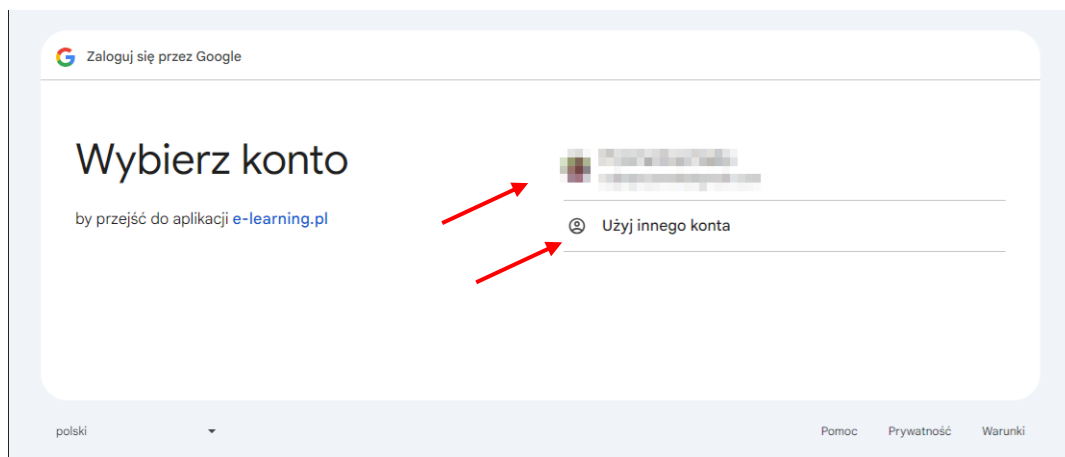 Zaloguj się przez Google
Wybierz konto
by przejść do aplikacji e-learning.pl
Użyj innego konta
polski
Pomoc Prywatność Warunki